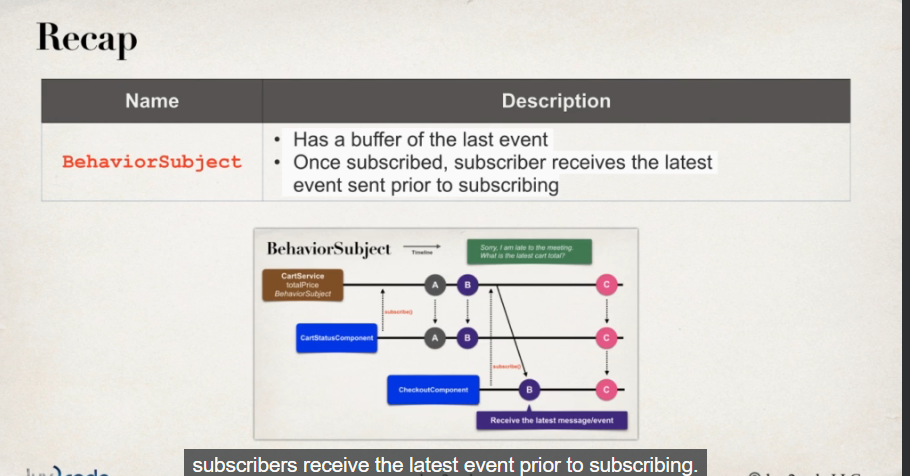 Recap
Name
Description
BehaviorSubject
• Has a buffer of the last event
• Once subscribed, subscriber receives the latest
event sent prior to subscribing
BehaviorSubject
Timeline
Sorry, I am late to the meeting.
What is the latest cart total?
CartService
totalPrice
BehaviorSubject
A
B
C
subscribe()
CartStatusComponent
A
B
C
subscribe()
CheckoutComponent
B
C
Receive the latest message/event
subscribers receive the latest event prior to subscribing.